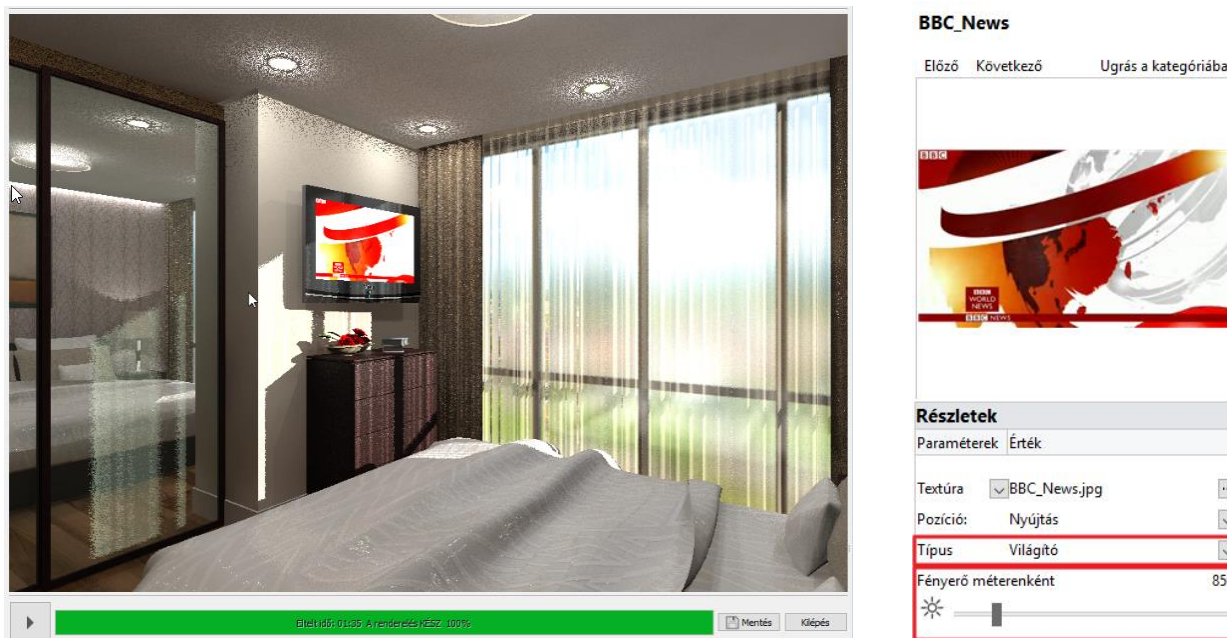 Eltelt idő: 01:35 A renderelés KÉSZ 100%
Mentés
Kilépés
BBC_News
Előző Következő Ugrás a kategóriába
BBC
BBC
WORLD
NEWS
BBC NEWS
Részletek
Paraméterek Érték
Textúra BBC_News.jpg
Pozíció: Nyújtás
Típus Világító
Fényerő méterenként 85